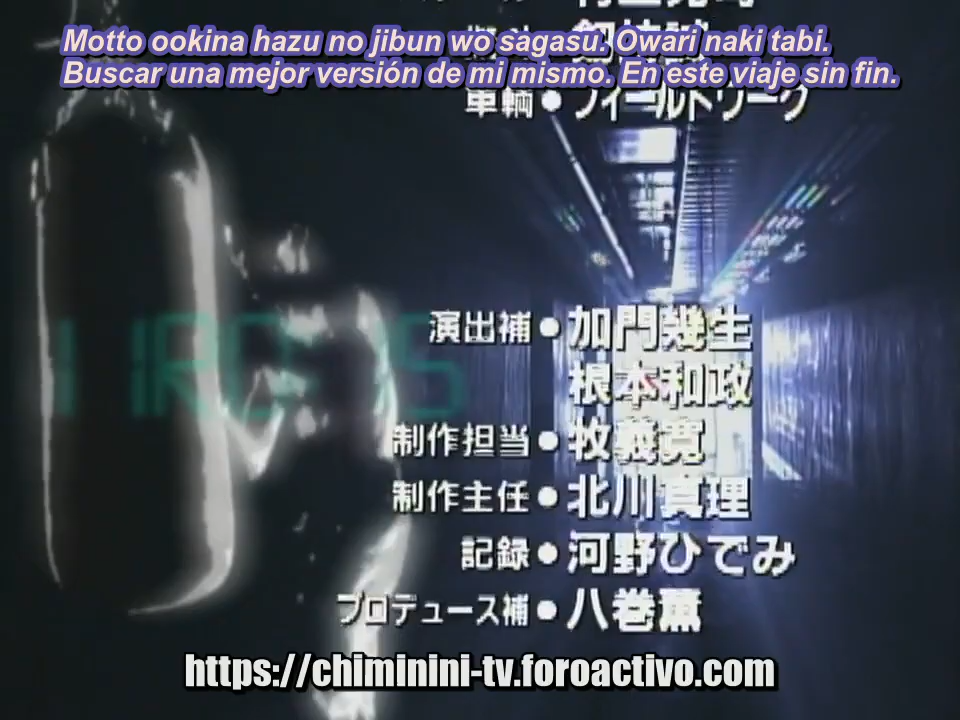 Motto ookina hazu no jibun wo sagasu. Owari naki tabi.
Buscar una mejor versión de mi mismo. En este viaje sin fin.
車輌●フィールドワーク
演出補●加門幾生
根本和政
制作担当●牧義寛
制作主任●北川真理
記録●河野ひでみ
プロデュース補●八巻薫
https://chiminini-tv.foroactivo.com